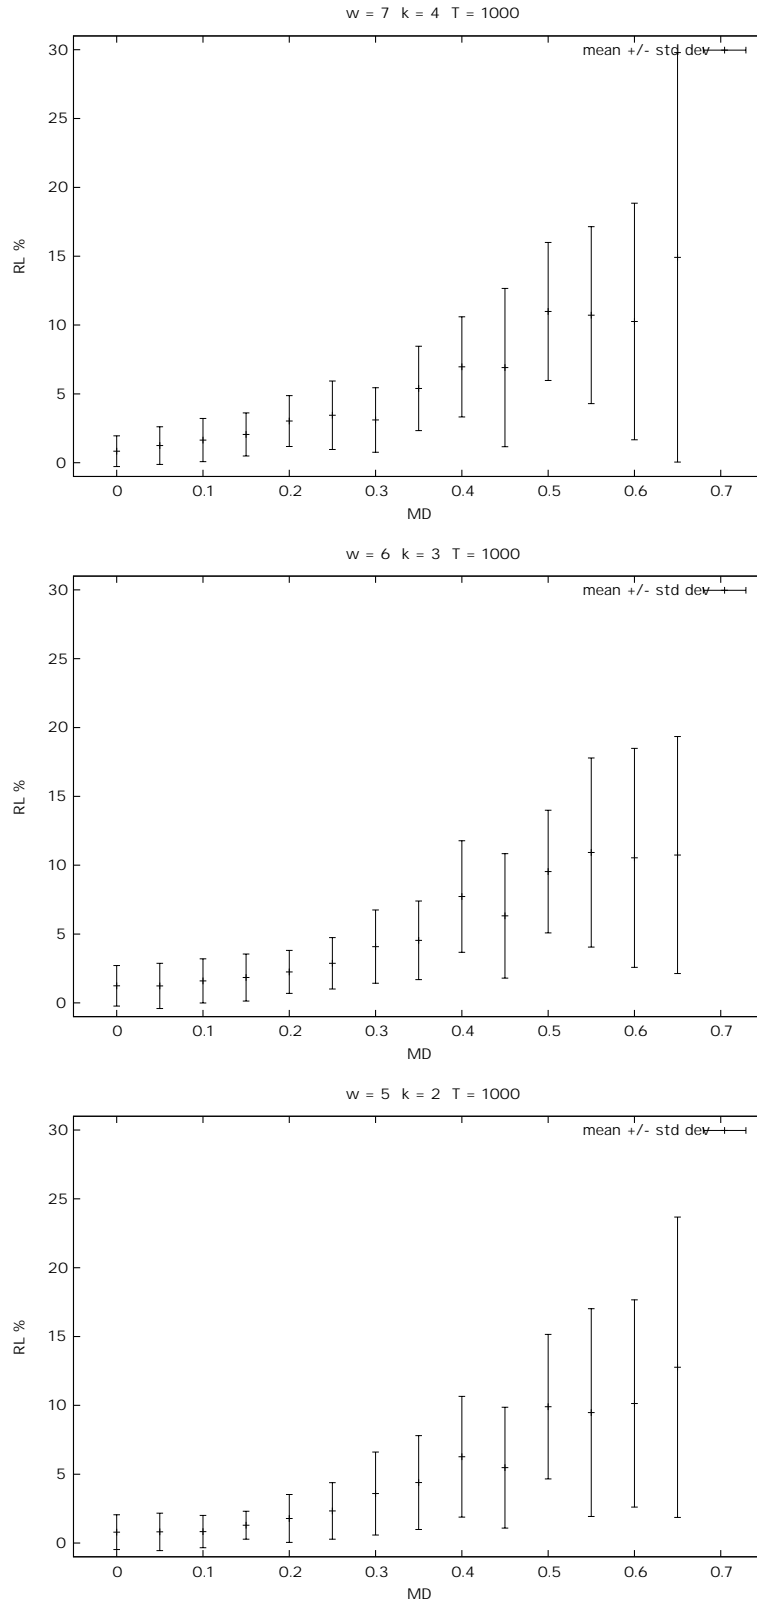 w = 7 k = 4 T = 1000
30
mean +/- std dev
25
20
15
RL %
10
5
0
0 0.1 0.2 0.3 0.4 0.5 0.6 0.7
MD
w = 6 k = 3 T = 1000
30
mean +/- std dev
25
20
15
RL %
10
5
0
0 0.1 0.2 0.3 0.4 0.5 0.6 0.7
MD
w = 5 k = 2 T = 1000
30
mean +/- std dev
25
20
15
RL %
10
5
0
0 0.1 0.2 0.3 0.4 0.5 0.6 0.7
MD